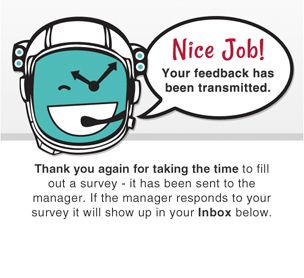 Nice Job!
Your feedback has
been transmitted.
Thank you again for taking the time to fill
out a survey - it has been sent to the
manager. If the manager responds to your
survey it will show up in your Inbox below.